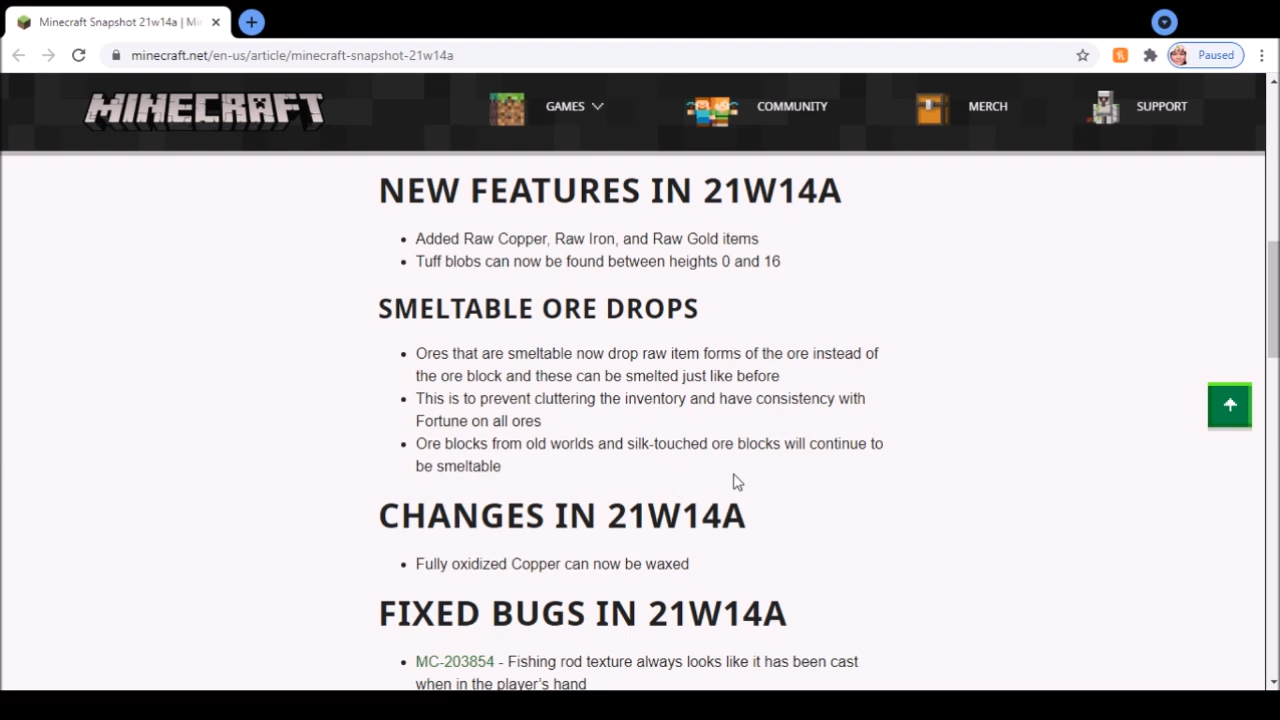 Minecraft Snapshot 21w14a | Mi
minecraft.net/en-us/article/minecraft-snapshot-21w14a
Paused
MINECRAFT
GAMES
COMMUNITY
MERCH
SUPPORT
NEW FEATURES IN 21W14A
• Added Raw Copper, Raw Iron, and Raw Gold items
• Tuff blobs can now be found between heights 0 and 16
SMELTABLE ORE DROPS
• Ores that are smeltable now drop raw item forms of the ore instead of
the ore block and these can be smelted just like before
• This is to prevent cluttering the inventory and have consistency with
Fortune on all ores
• Ore blocks from old worlds and silk-touched ore blocks will continue to
be smeltable
CHANGES IN 21W14A
• Fully oxidized Copper can now be waxed
FIXED BUGS IN 21W14A
• MC-203854 - Fishing rod texture always looks like it has been cast
when in the player's hand